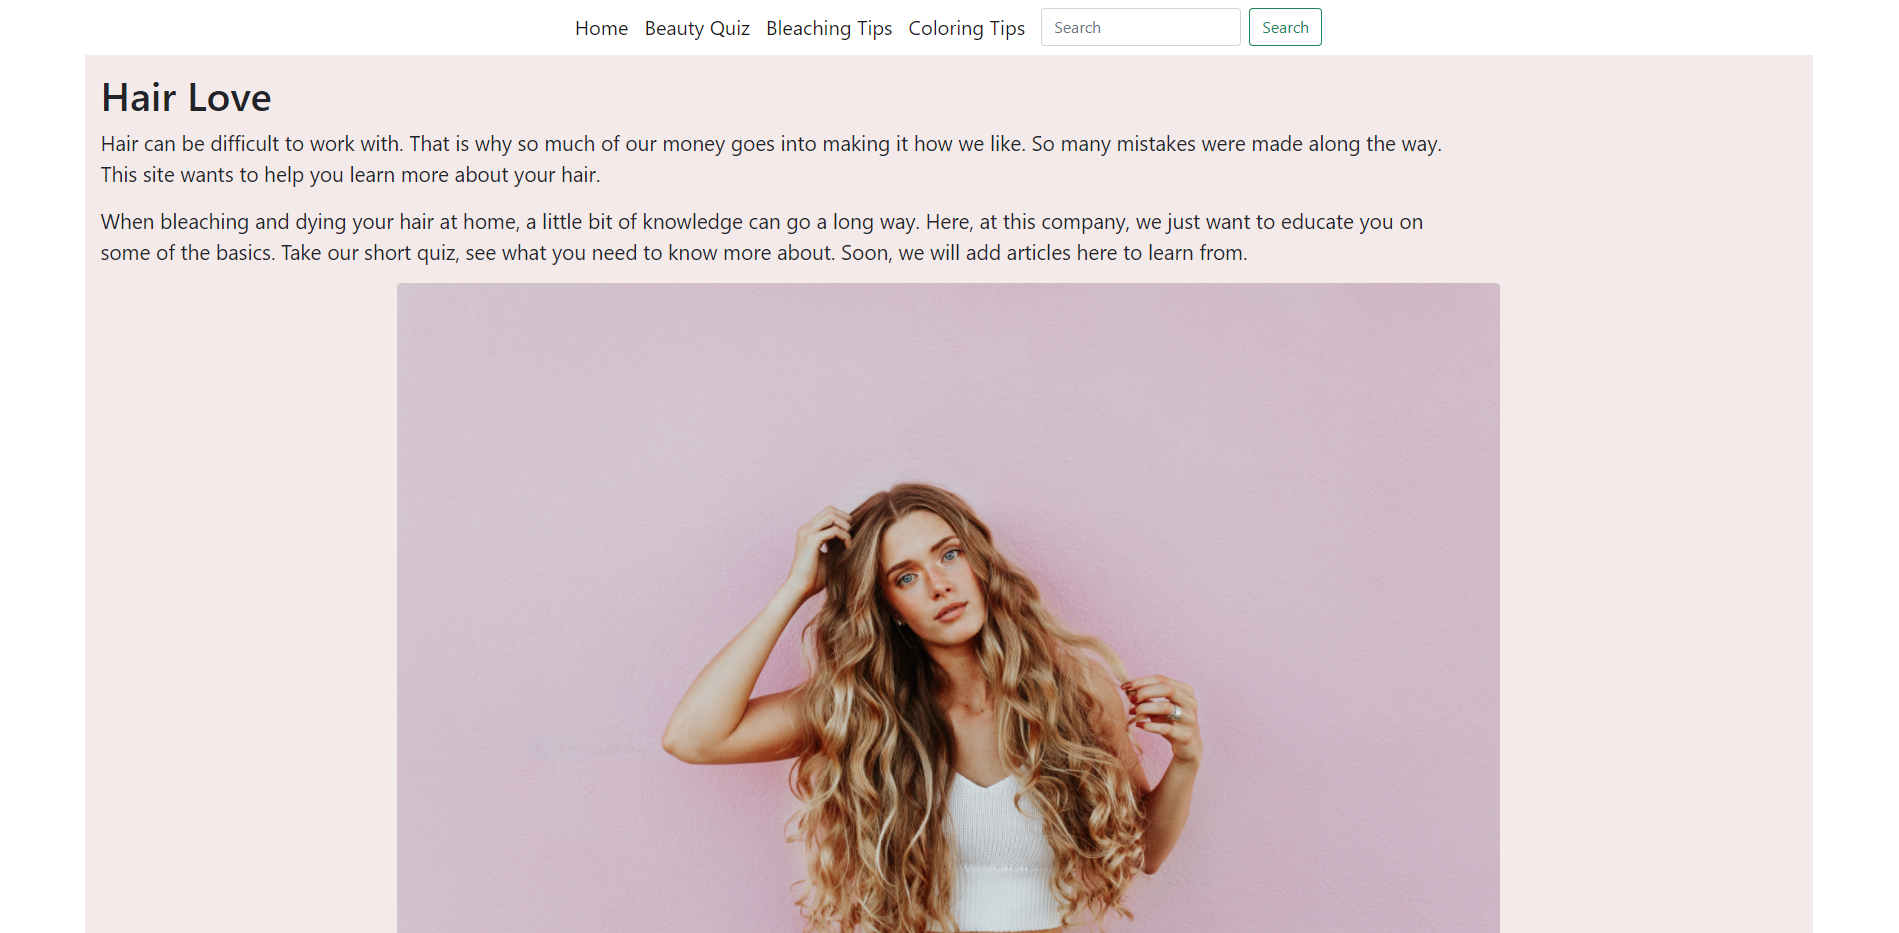 Home Beauty Quiz Bleaching Tips Coloring Tips Search Search
Hair Love
Hair can be difficult to work with. That is why so much of our money goes into making it how we like. So many mistakes were made along the way.
This site wants to help you learn more about your hair.
When bleaching and dying your hair at home, a little bit of knowledge can go a long way. Here, at this company, we just want to educate you on
some of the basics. Take our short quiz, see what you need to know more about. Soon, we will add articles here to learn from.
Rectangular Snip